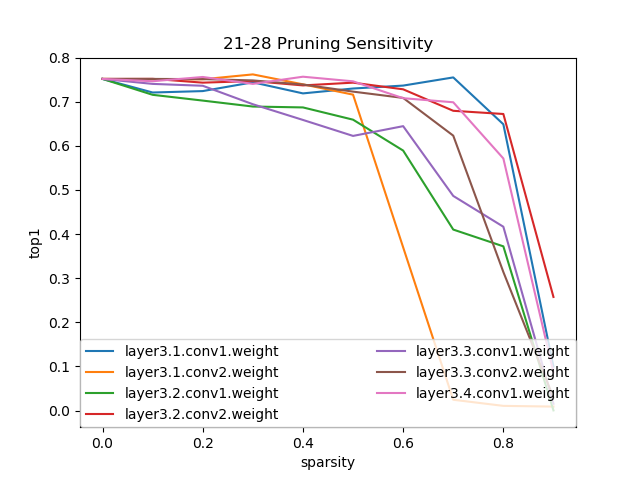 21-28 Pruning Sensitivity
top1
0.8
0.7
0.6
0.5
0.4
0.3
0.2
0.1
0.0
layer3.1.conv1.weight
layer3.1.conv2.weight
layer3.2.conv1.weight
layer3.2.conv2.weight
layer3.3.conv1.weight
layer3.3.conv2.weight
layer3.4.conv1.weight
0.0 0.2 0.4 0.6 0.8
sparsity